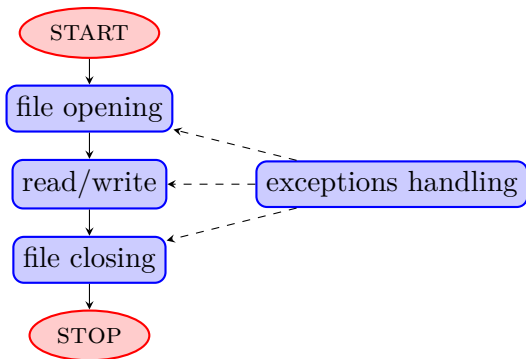 START
file opening
read/write
exceptions handling
file closing
STOP